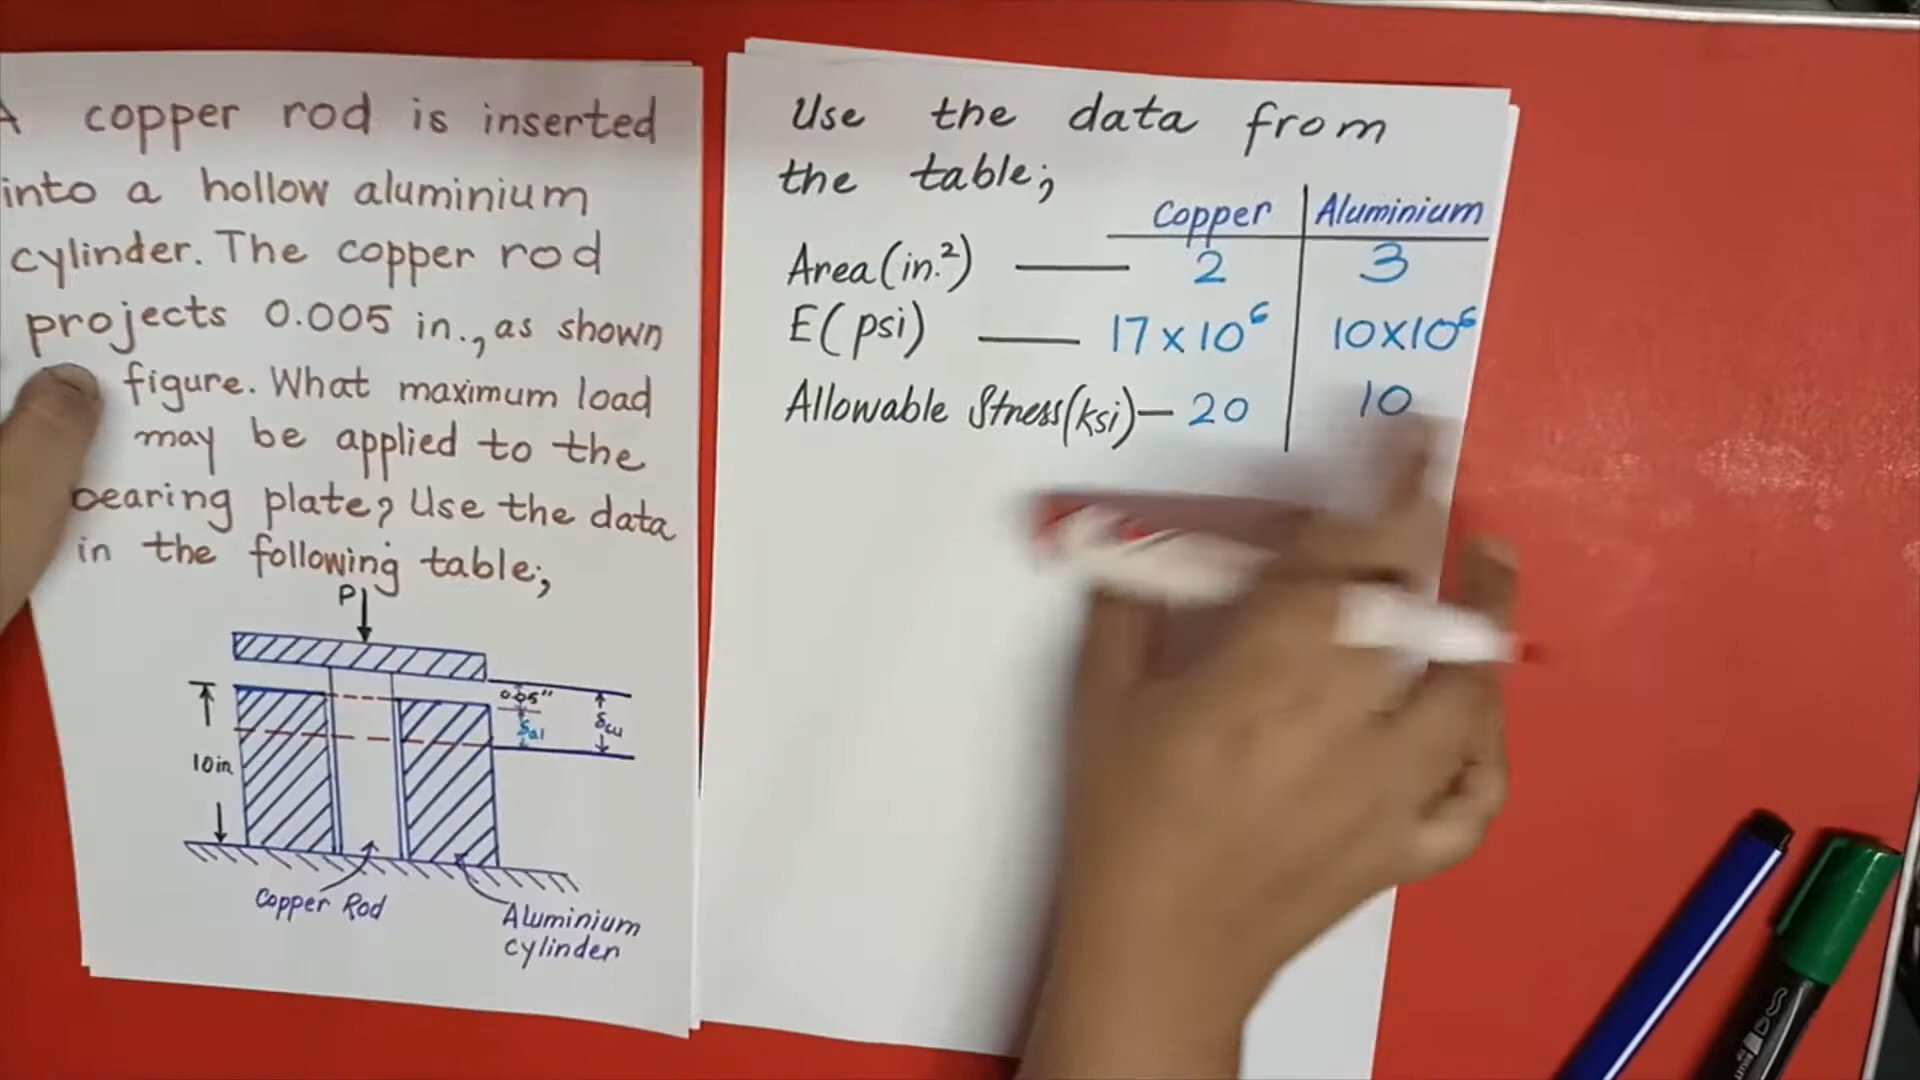 A copper rod is inserted
into a hollow aluminium
cylinder. The copper rod
projects 0.005 in., as shown
figure. What maximum load
may be applied to the
bearing plate? Use the data
in the following table;
P
0.05"
δal
δcu
10in
Copper Rod
Aluminium
cylinder
Use the data from
the table;
Copper Aluminium
Area(in.²) — 2 3
E(psi) — 17x10⁶ 10x10⁶
Allowable Stress(ksi)— 20 10